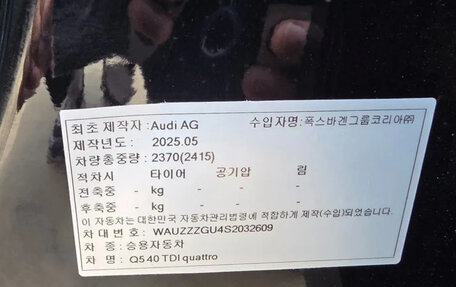 최초 제작자 : Audi AG 수입자명: 폭스바겐그룹코리아㈜
제작년도 : 2025.05
차량총중량 : 2370(2415)
적차시 타이어 공기압 림
전축중 - kg - - -
후축중 - kg - - -
이 자동차는 대한민국 자동차관리법령에 적합하게 제작(수입)되었습니다.
차대번호 : WAUZZZGU4S2032609
차 종 : 승용자동차
차 명 : Q5 40 TDI quattro